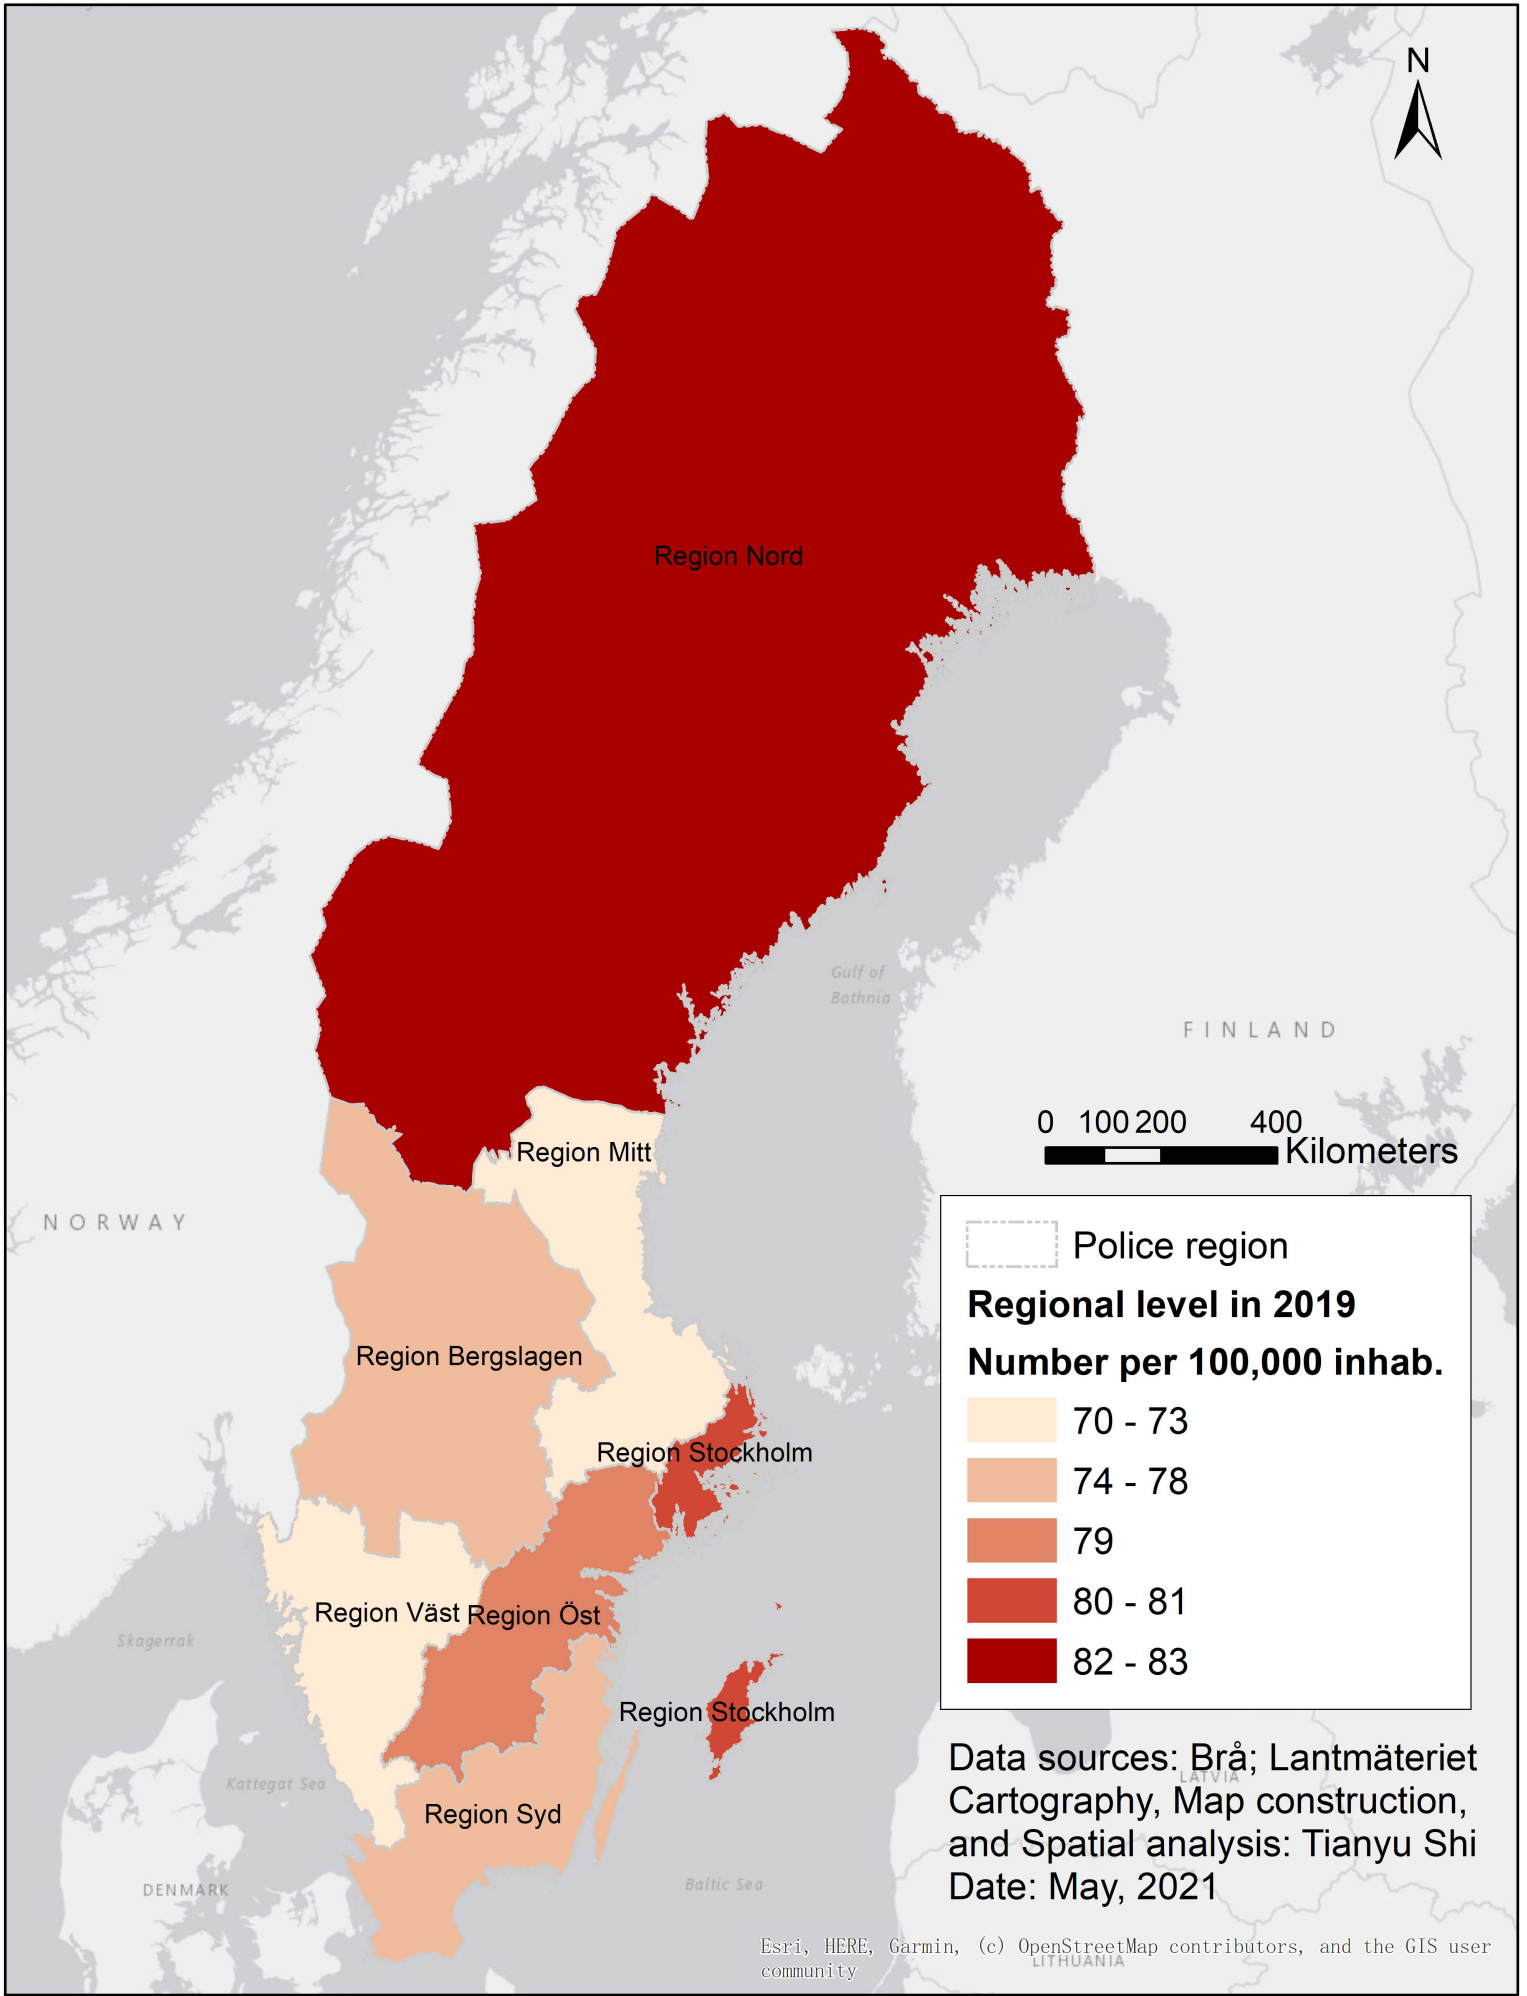 N
Region Nord
Gulf of
Bothnia
FINLAND
0 100 200 400
Kilometers
Region Mitt
NORWAY
Police region
Regional level in 2019
Number per 100,000 inhab.
70 - 73
74 - 78
79
80 - 81
82 - 83
Region Bergslagen
Region Stockholm
Region Väst
Region Öst
Skagerrak
Region Stockholm
Kattegat Sea
Region Syd
DENMARK
Baltic Sea
LATVIA
Data sources: Brå; Lantmäteriet
Cartography, Map construction,
and Spatial analysis: Tianyu Shi
Date: May, 2021
Esri, HERE, Garmin, (c) OpenStreetMap contributors, and the GIS user
community
LITHUANIA